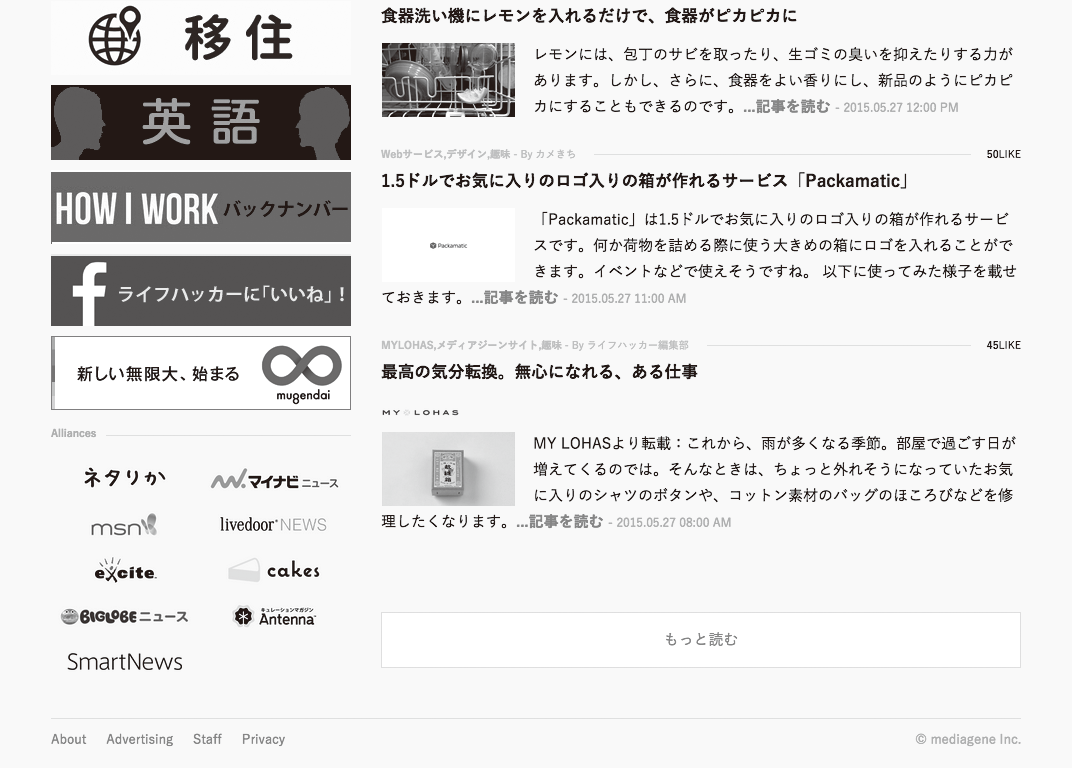 移住
英語
HOW I WORK バックナンバー
ライフハッカーに「いいね」！
新しい無限大、始まる
mugendai
Alliances
ネタりか
マイナビニュース
msn
livedoor NEWS
excite.
cakes
BIGLOBEニュース
キュレーションマガジン
Antenna
SmartNews
食器洗い機にレモンを入れるだけで、食器がピカピカに
レモンには、包丁のサビを取ったり、生ゴミの臭いを抑えたりする力が
あります。しかし、さらに、食器をよい香りにし、新品のようにピカピ
カにすることもできるのです。...記事を読む - 2015.05.27 12:00 PM
Webサービス,デザイン,趣味 - By カメきち
50LIKE
1.5ドルでお気に入りのロゴ入りの箱が作れるサービス「Packamatic」
Packamatic
「Packamatic」は1.5ドルでお気に入りのロゴ入りの箱が作れるサービ
スです。何か荷物を詰める際に使う大きめの箱にロゴを入れることがで
きます。イベントなどで使えそうですね。 以下に使ってみた様子を載せ
ておきます。...記事を読む - 2015.05.27 11:00 AM
MYLOHAS,メディアジーンサイト,趣味 - By ライフハッカー編集部
45LIKE
最高の気分転換。無心になれる、ある仕事
MY LOHAS
MY LOHASより転載：これから、雨が多くなる季節。部屋で過ごす日が
増えてくるのでは。そんなときは、ちょっと外れそうになっていたお気
に入りのシャツのボタンや、コットン素材のバッグのほころびなどを修
理したくなります。...記事を読む - 2015.05.27 08:00 AM
もっと読む
About Advertising Staff Privacy
© mediagene Inc.